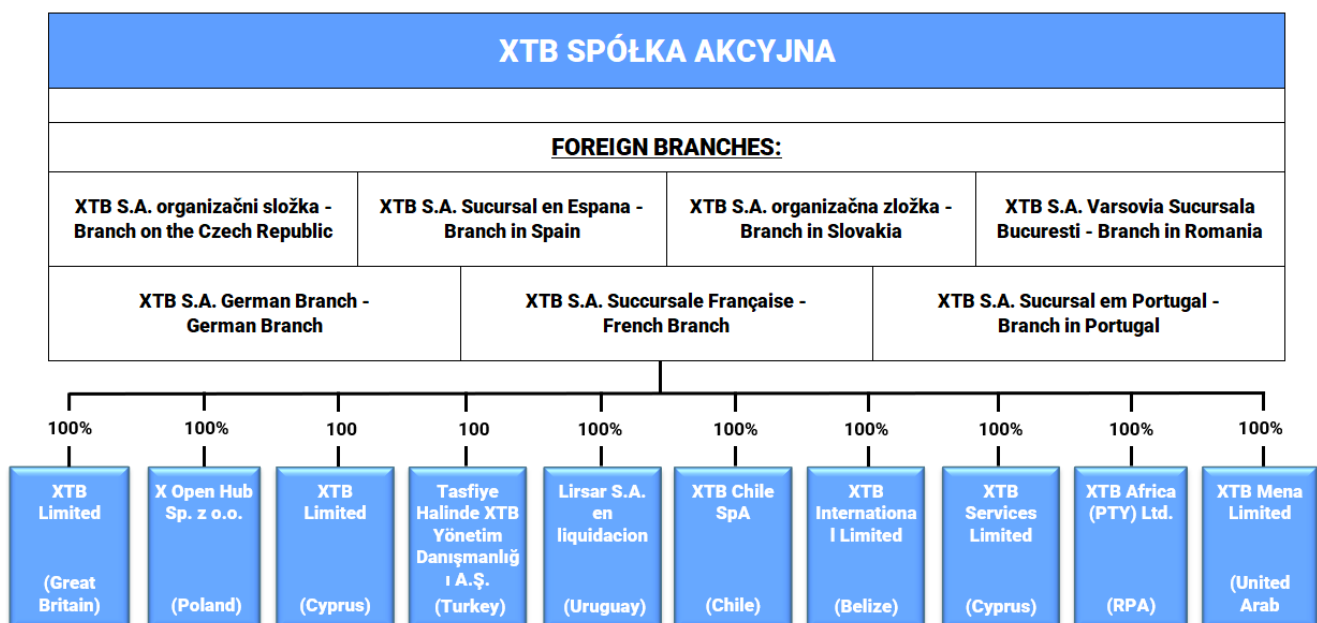 XTB SPÓŁKA AKCYJNA
FOREIGN BRANCHES:
XTB S.A. organizačni složka -
Branch on the Czech Republic
XTB S.A. Sucursal en Espana -
Branch in Spain
XTB S.A. organizačna zložka -
Branch in Slovakia
XTB S.A. Varsovia Sucursala
Bucuresti - Branch in Romania
XTB S.A. German Branch -
German Branch
XTB S.A. Succursale Française -
French Branch
XTB S.A. Sucursal em Portugal -
Branch in Portugal
100%
100%
100
100
100%
100%
100%
100%
100%
100%
XTB
Limited
(Great
Britain)
X Open Hub
Sp. z o.o.
(Poland)
XTB
Limited
(Cyprus)
Tasfiye
Halinde XTB
Yönetim
Danışmanlığ
ı A.Ş.
(Turkey)
Lirsar S.A.
en
liquidacion
(Uruguay)
XTB Chile
SpA
(Chile)
XTB
Internationa
l Limited
(Belize)
XTB
Services
Limited
(Cyprus)
XTB Africa
(PTY) Ltd.
(RPA)
XTB Mena
Limited
(United
Arab